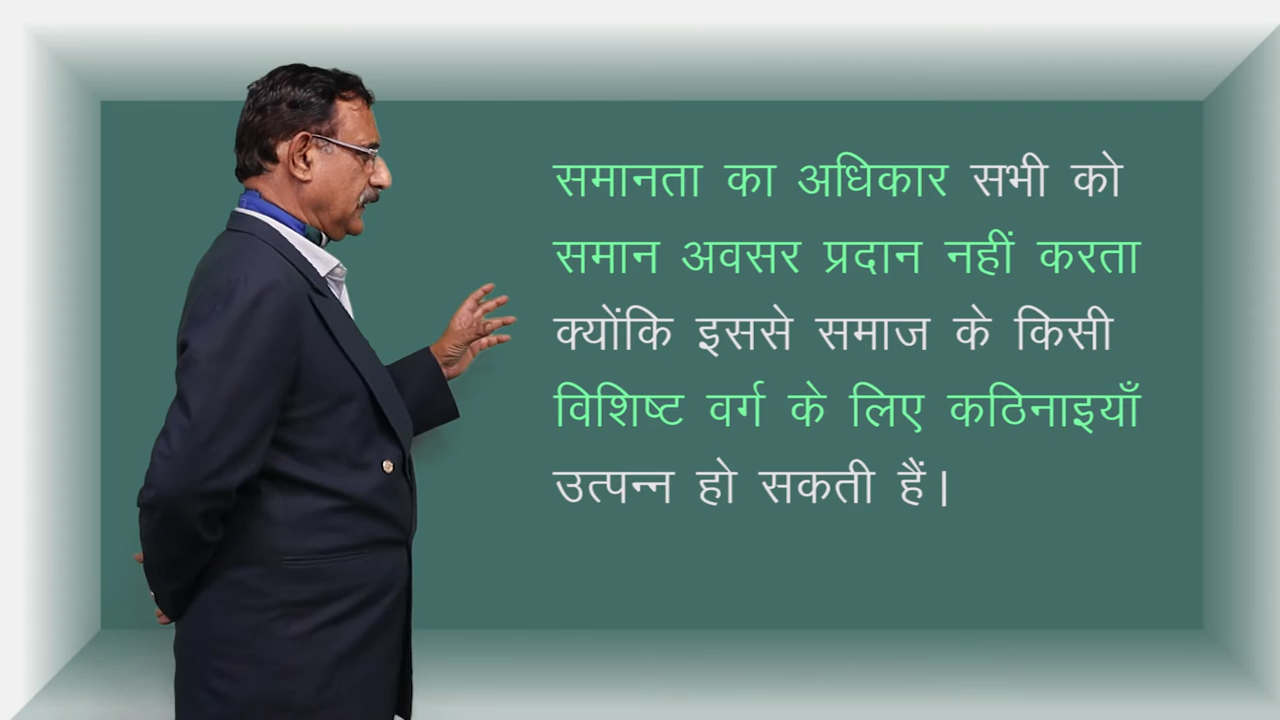 समानता का अधिकार सभी को
समान अवसर प्रदान नहीं करता
क्योंकि इससे समाज के किसी
विशिष्ट वर्ग के लिए कठिनाइयाँ
उत्पन्न हो सकती हैं।